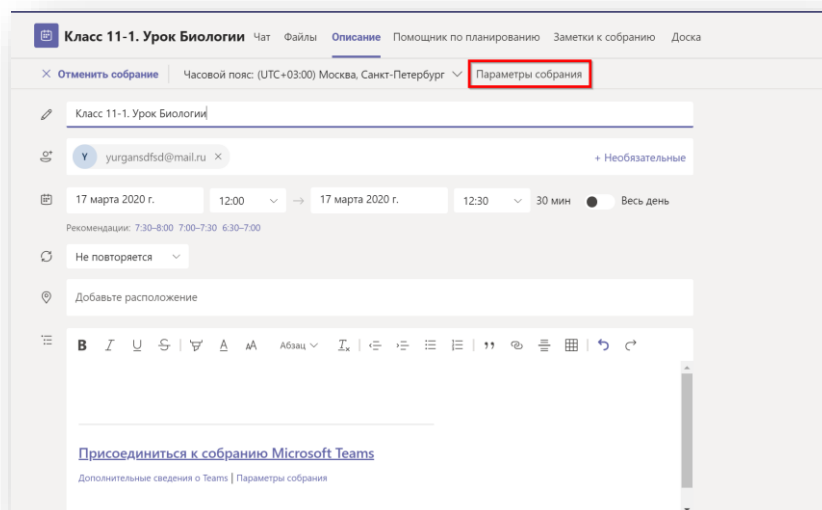 Класс 11-1. Урок Биологии Чат Файлы Описание Помощник по планированию Заметки к собранию Доска
Отменить собрание Часовой пояс: (UTC+03:00) Москва, Санкт-Петербург Параметры собрания
Класс 11-1. Урок Биологии
Y yurgansdfsd@mail.ru × + Необязательные
17 марта 2020 г. 12:00 → 17 марта 2020 г. 12:30 30 мин Весь день
Рекомендации: 7:30–8:00 7:00–7:30 6:30–7:00
Не повторяется
Добавьте расположение
B I U S A AA Абзац
Присоединиться к собранию Microsoft Teams
Дополнительные сведения о Teams | Параметры собрания